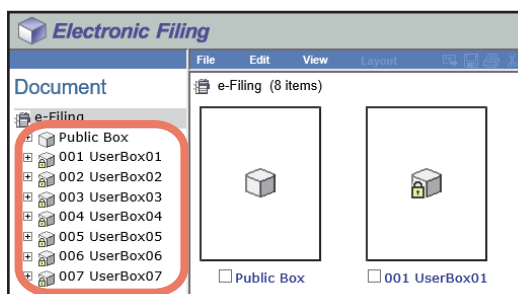 Electronic Filing
File Edit View Layout
Document
e-Filing
Public Box
001 UserBox01
002 UserBox02
003 UserBox03
004 UserBox04
005 UserBox05
006 UserBox06
007 UserBox07
e-Filing (8 items)
Public Box
001 UserBox01